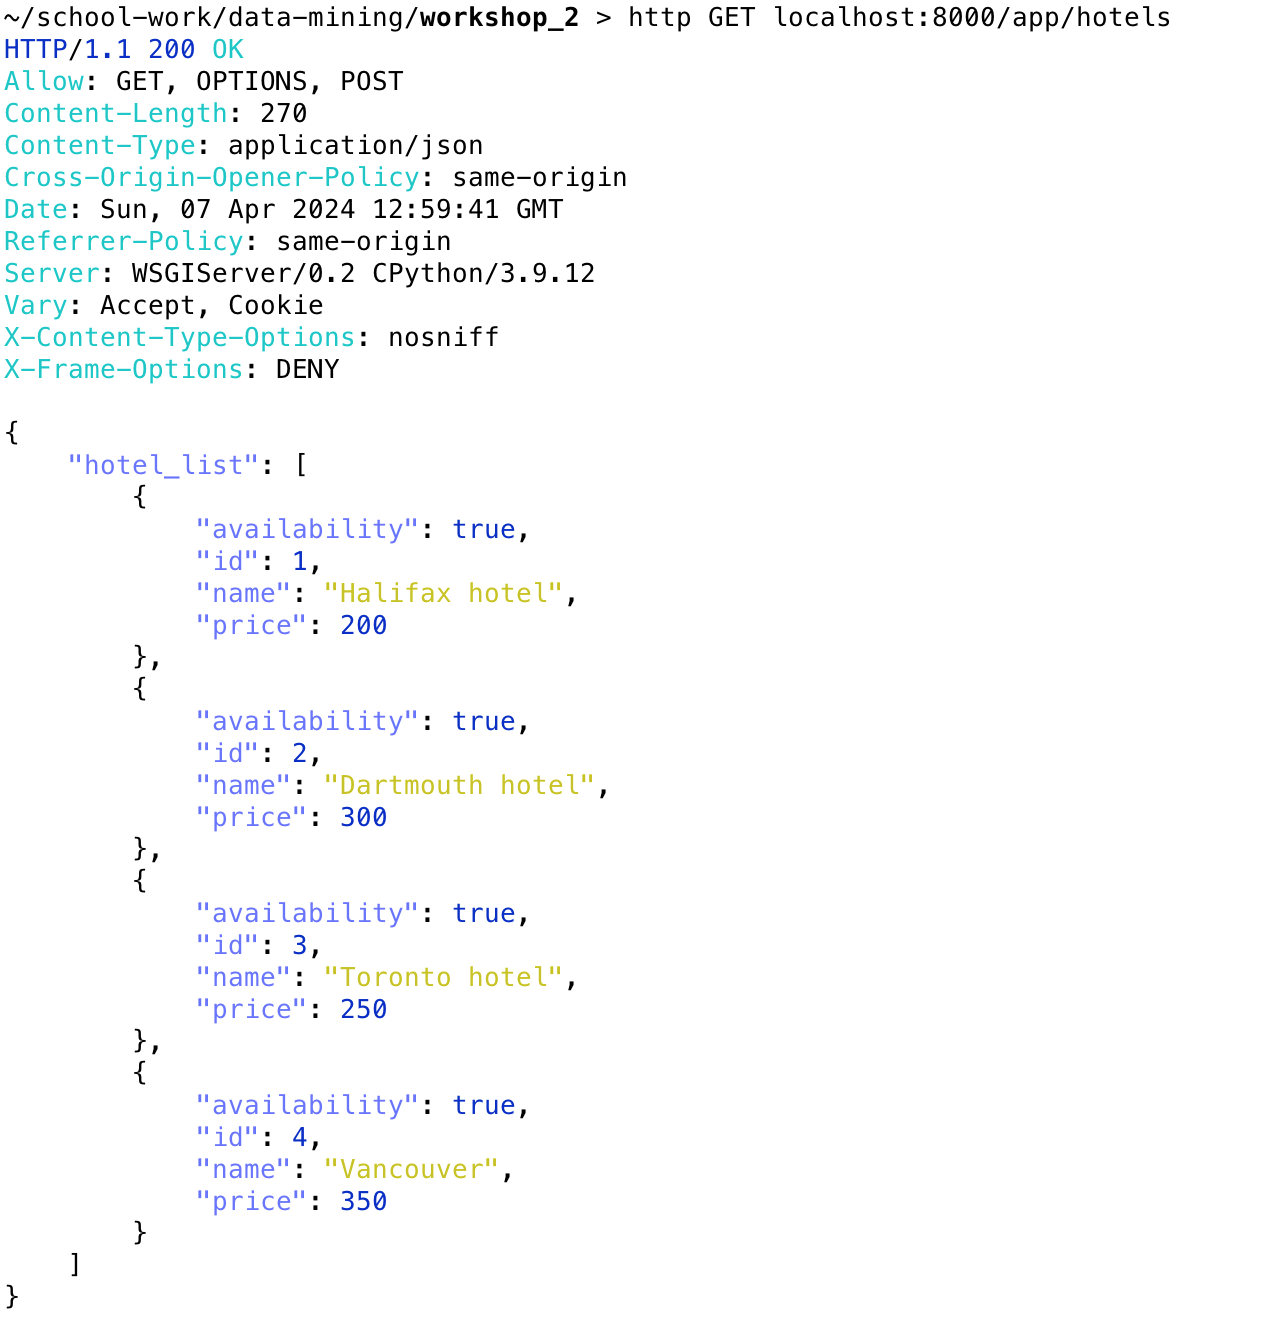 ~/school-work/data-mining/workshop_2 > http GET localhost:8000/app/hotels
HTTP/1.1 200 OK
Allow: GET, OPTIONS, POST
Content-Length: 270
Content-Type: application/json
Cross-Origin-Opener-Policy: same-origin
Date: Sun, 07 Apr 2024 12:59:41 GMT
Referrer-Policy: same-origin
Server: WSGIServer/0.2 CPython/3.9.12
Vary: Accept, Cookie
X-Content-Type-Options: nosniff
X-Frame-Options: DENY

{
    "hotel_list": [
        {
            "availability": true,
            "id": 1,
            "name": "Halifax hotel",
            "price": 200
        },
        {
            "availability": true,
            "id": 2,
            "name": "Dartmouth hotel",
            "price": 300
        },
        {
            "availability": true,
            "id": 3,
            "name": "Toronto hotel",
            "price": 250
        },
        {
            "availability": true,
            "id": 4,
            "name": "Vancouver",
            "price": 350
        }
    ]
}